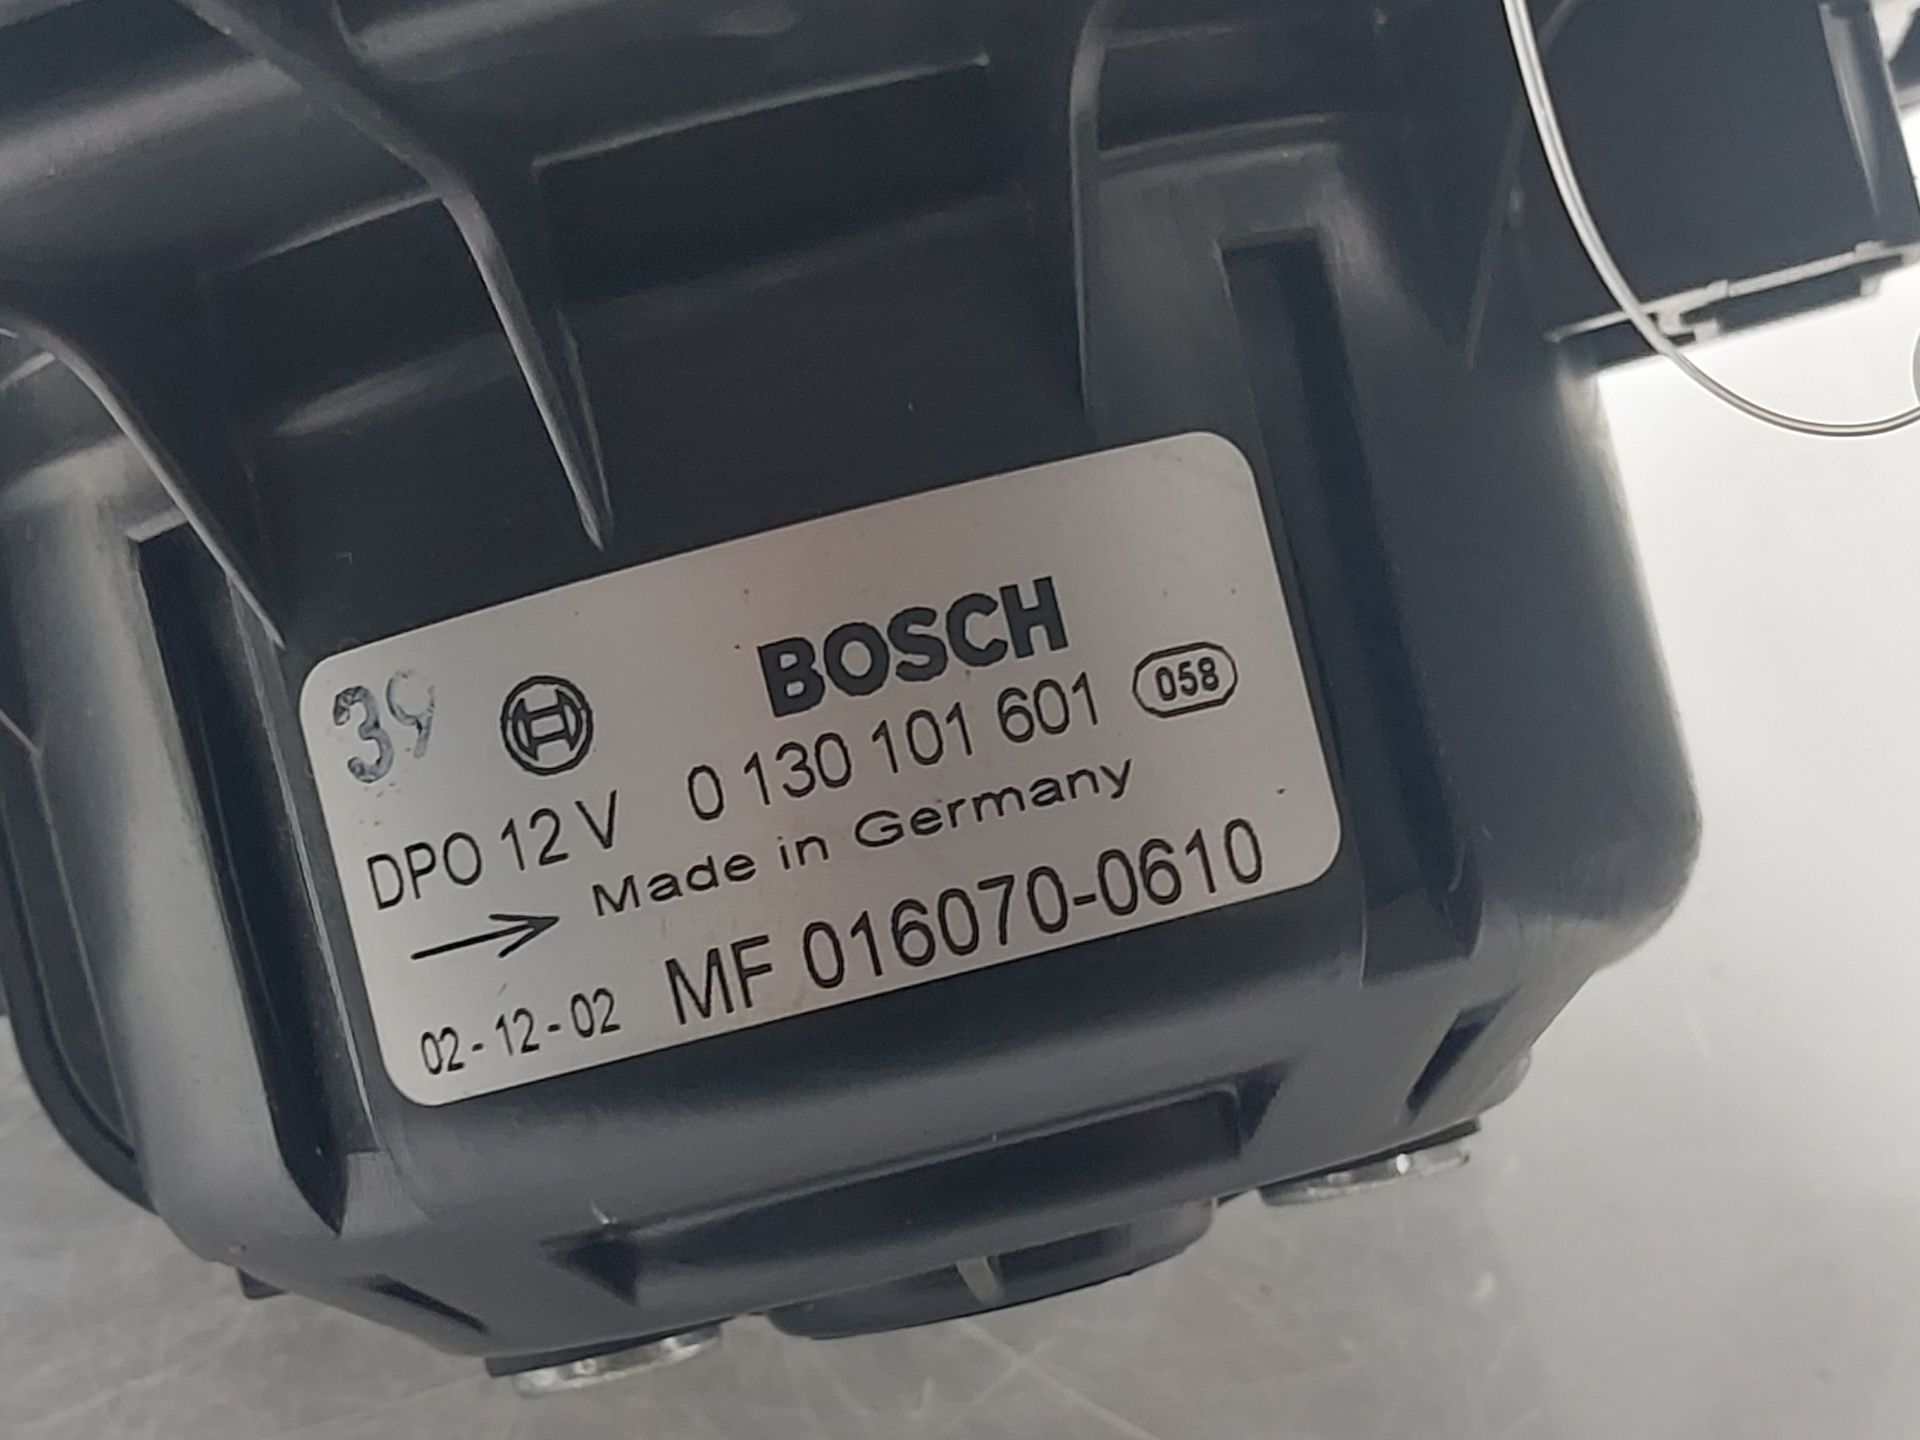 39
BOSCH
DPO 12 V 0 130 101 601 058
Made in Germany
02-12-02 MF 016070-0610